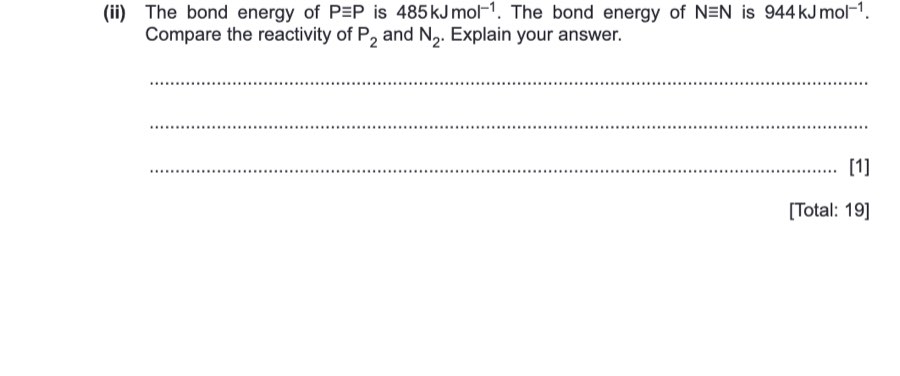 (ii) The bond energy of P≡P is 485 kJ mol⁻¹. The bond energy of N≡N is 944 kJ mol⁻¹.
Compare the reactivity of P₂ and N₂. Explain your answer.
[1]
[Total: 19]